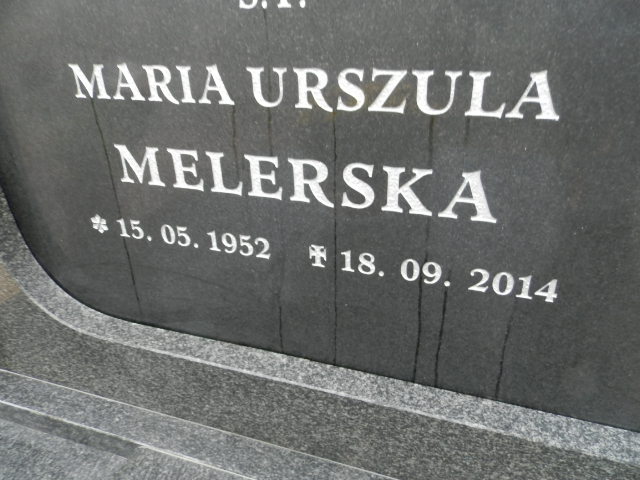 Ś.P.
MARIA URSZULA
MELERSKA
* 15. 05. 1952 ✠ 18. 09. 2014